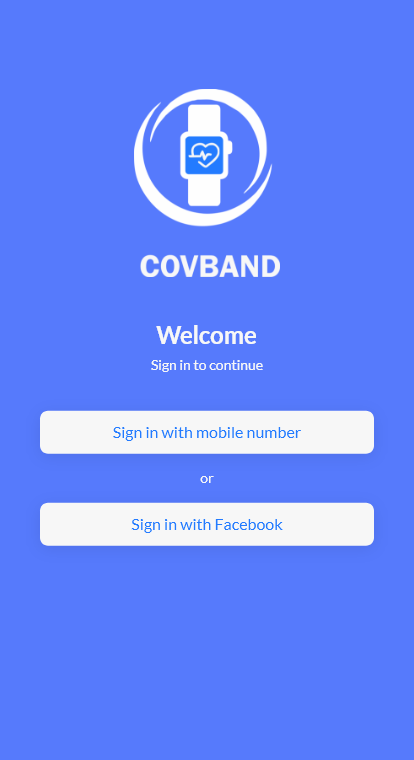 COVBAND
Welcome
Sign in to continue
Sign in with mobile number
or
Sign in with Facebook